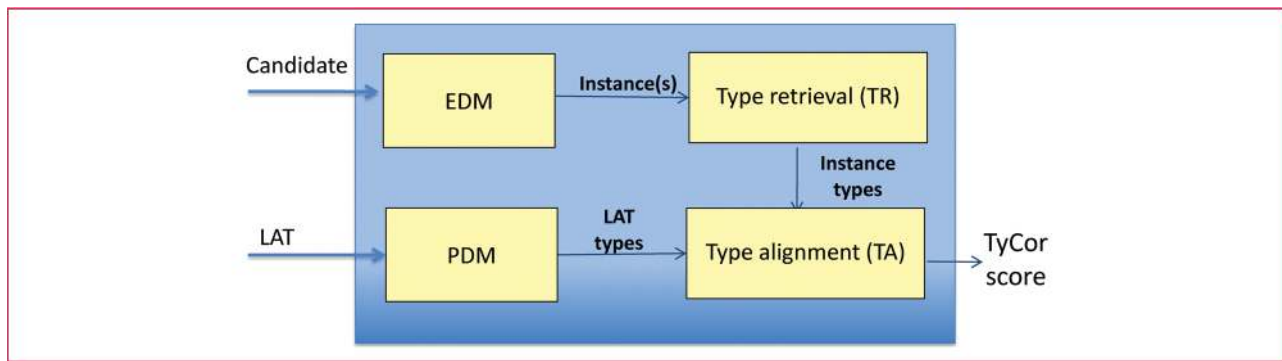 Candidate
EDM
Instance(s)
Type retrieval (TR)
Instance
types
LAT
PDM
LAT
types
Type alignment (TA)
TyCor
score